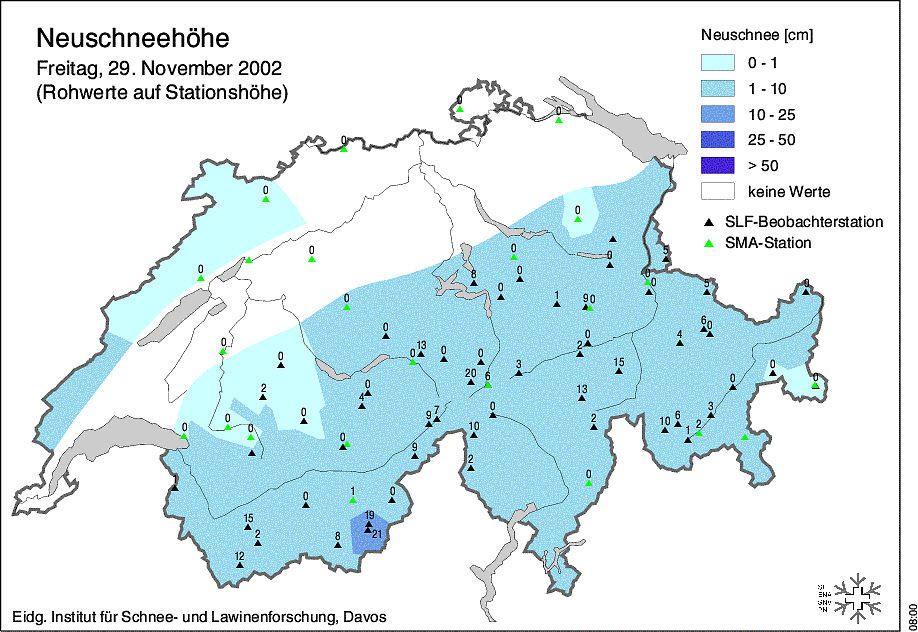 Neuschneehöhe
Freitag, 29. November 2002
(Rohwerte auf Stationshöhe)
Neuschnee [cm]
0 - 1
1 - 10
10 - 25
25 - 50
> 50
keine Werte
SLF-Beobachterstation
SMA-Station
0
0
0
0
0
5
0 0 0 0
8 0 0 0 5 0
0 0 1 9 0
0 6 0 4
0 13 0 0 0 2 0
0 20 6 3 15 0 0 0
2 0 4 13
0 0 0 9 7 10 0 2 10 6 3
0 9 2 1 2
0 1 0 0
15 2 19 21
12 8
Eidg. Institut für Schnee- und Lawinenforschung, Davos
08:00